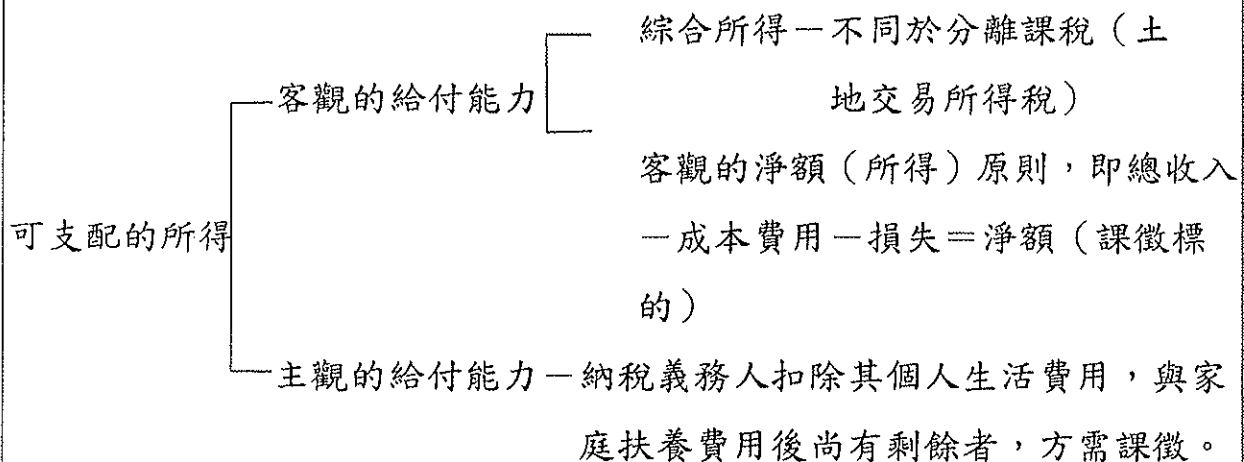 綜合所得－不同於分離課稅（土
客觀的給付能力
地交易所得稅）
客觀的淨額（所得）原則，即總收入
可支配的所得
－成本費用－損失＝淨額（課徵標
的）
主觀的給付能力－納稅義務人扣除其個人生活費用，與家
庭扶養費用後尚有剩餘者，方需課徵。